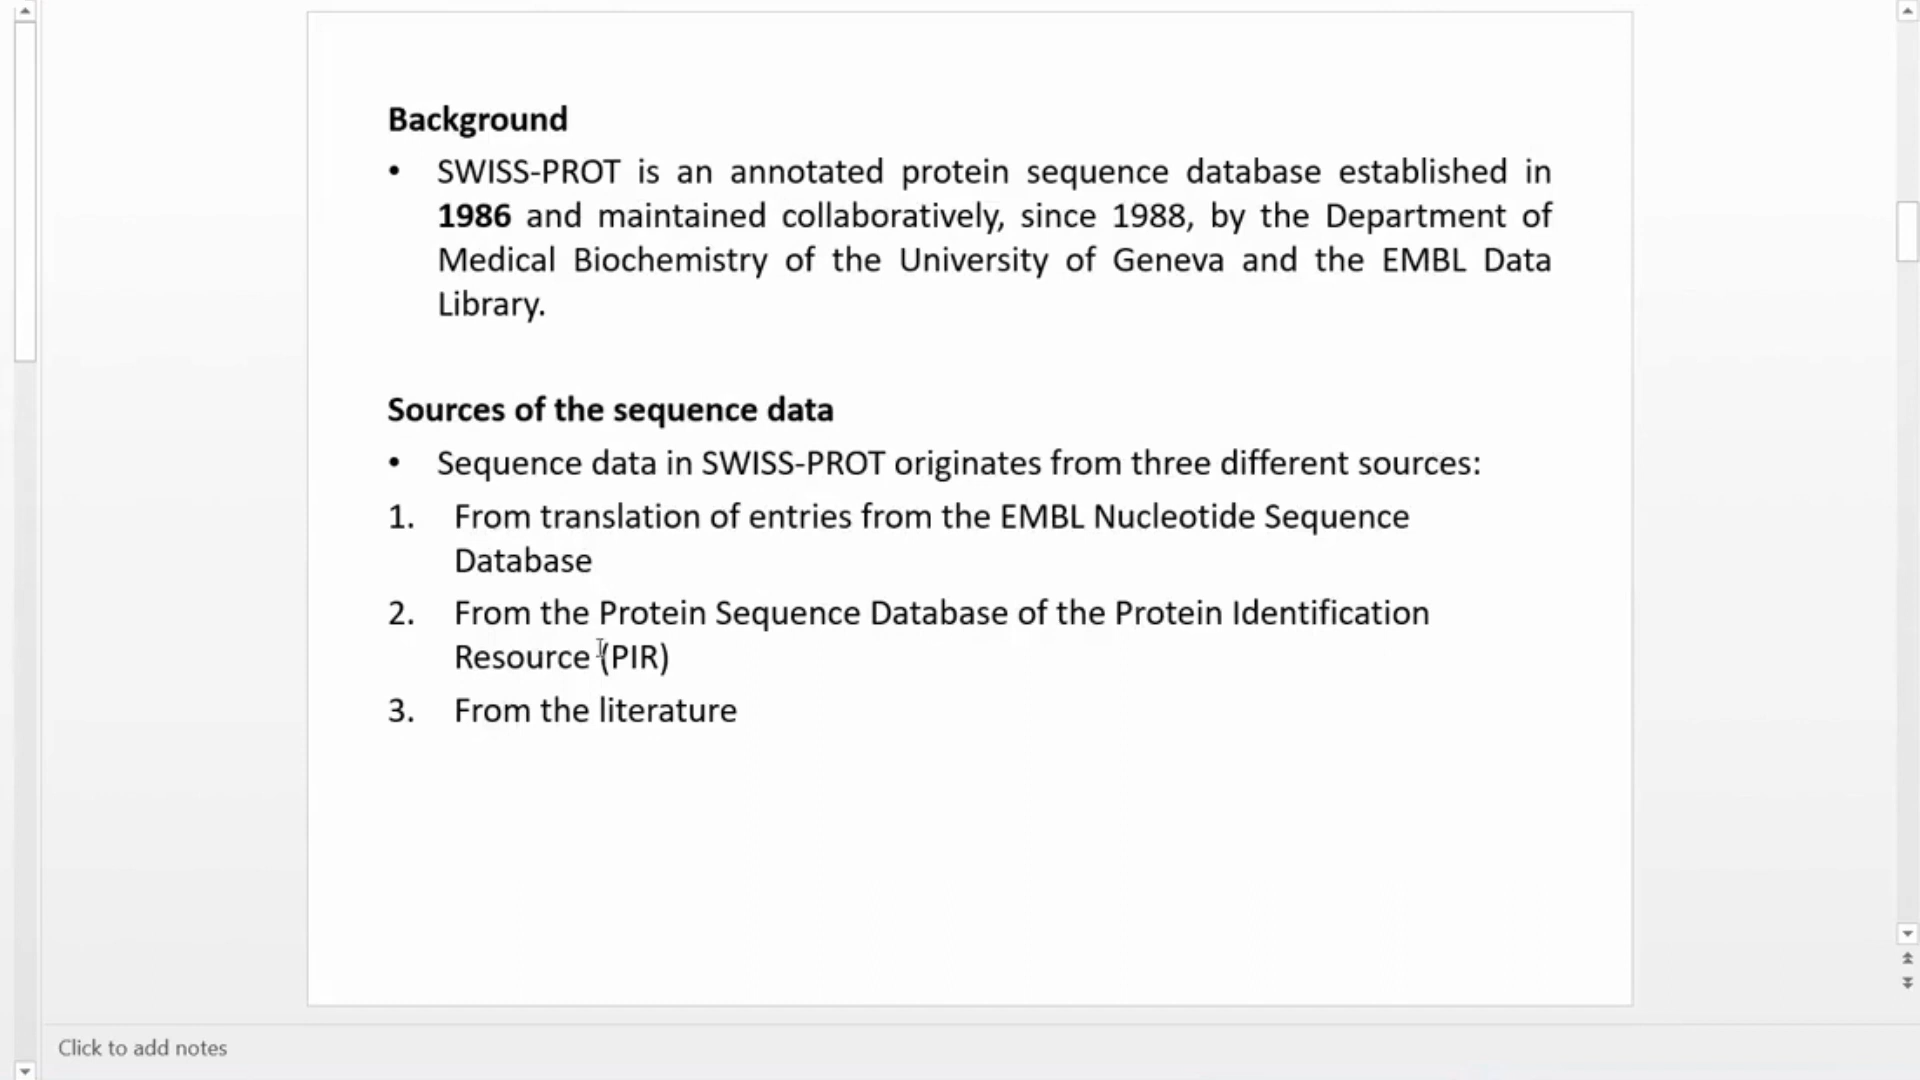 Background
• SWISS-PROT is an annotated protein sequence database established in
1986 and maintained collaboratively, since 1988, by the Department of
Medical Biochemistry of the University of Geneva and the EMBL Data
Library.
Sources of the sequence data
• Sequence data in SWISS-PROT originates from three different sources:
1. From translation of entries from the EMBL Nucleotide Sequence
Database
2. From the Protein Sequence Database of the Protein Identification
Resource (PIR)
3. From the literature
Click to add notes